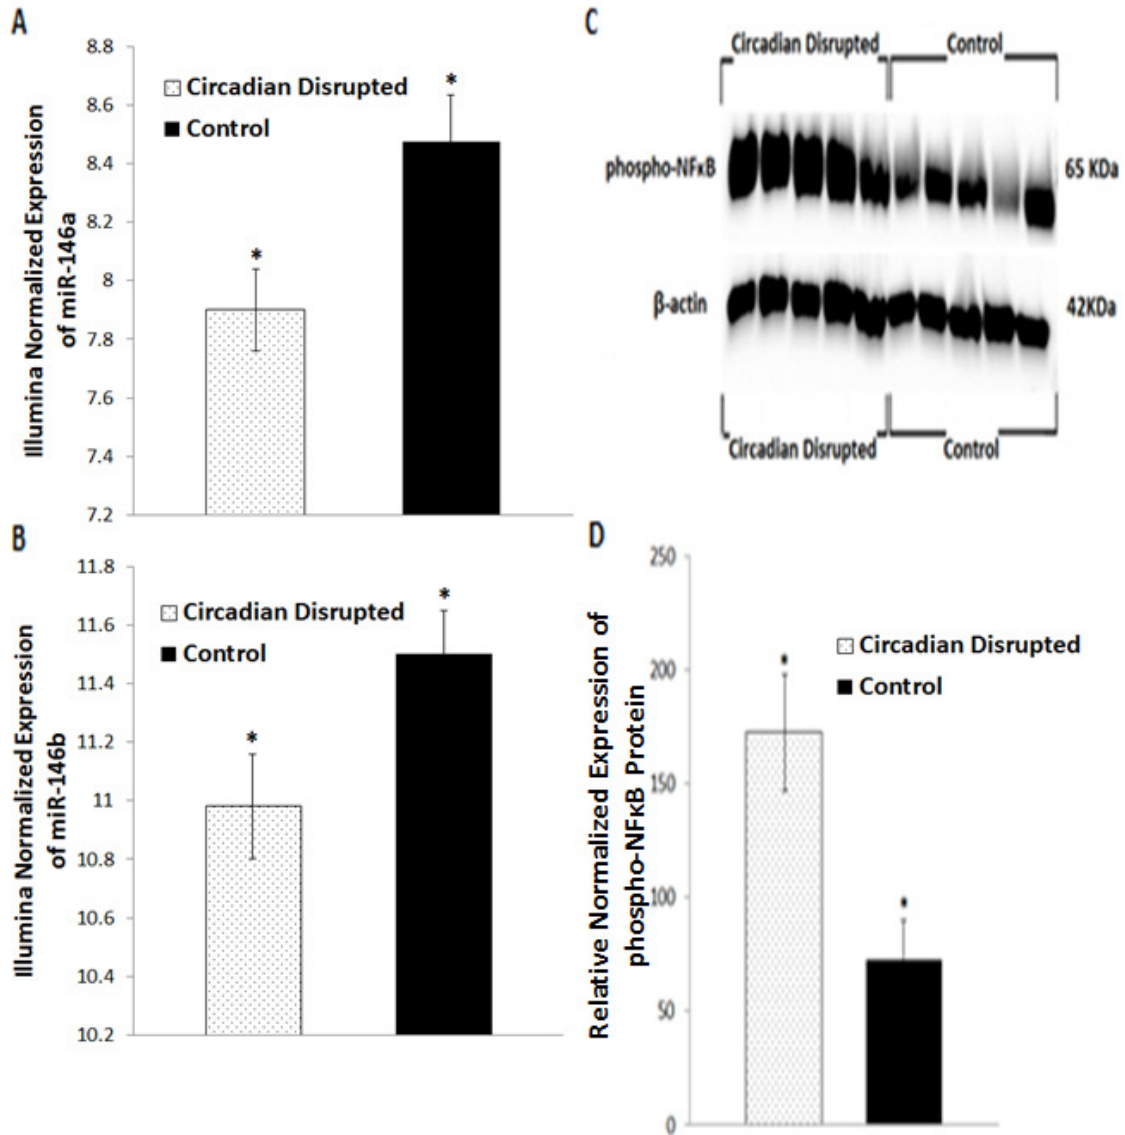 A
Illumina Normalized Expression
of miR-146a
8.8
8.6
8.4
8.2
8
7.8
7.6
7.4
7.2
Circadian Disrupted
Control
*
*
B
Illumina Normalized Expression
of miR-146b
11.8
11.6
11.4
11.2
11
10.8
10.6
10.4
10.2
Circadian Disrupted
Control
*
*
C
Circadian Disrupted
Control
phospho-NFκB
65 KDa
β-actin
42KDa
Circadian Disrupted
Control
D
Relative Normalized Expression of
phospho-NFκB Protein
250
200
150
100
50
0
Circadian Disrupted
Control
*
*